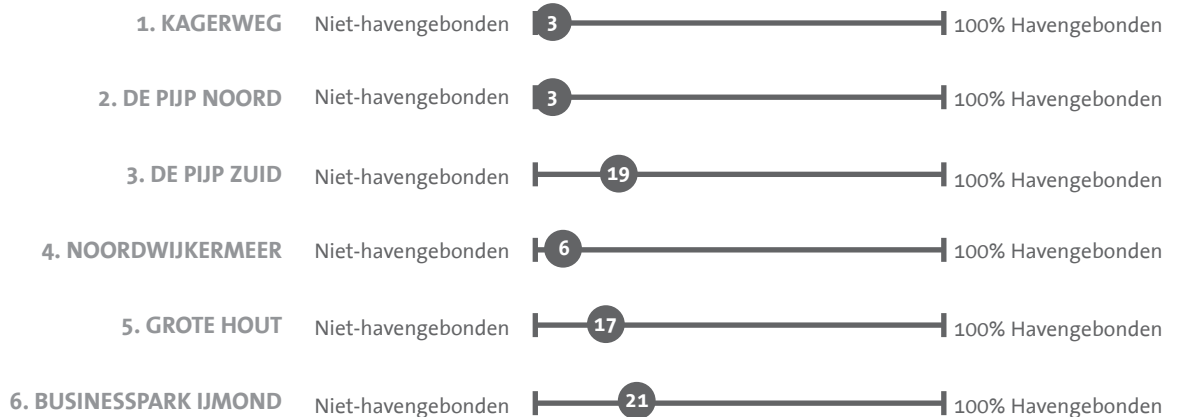 1. KAGERWEG Niet-havengebonden 3 100% Havengebonden
2. DE PIJP NOORD Niet-havengebonden 3 100% Havengebonden
3. DE PIJP ZUID Niet-havengebonden 19 100% Havengebonden
4. NOORDWIJKERMEER Niet-havengebonden 6 100% Havengebonden
5. GROTE HOUT Niet-havengebonden 17 100% Havengebonden
6. BUSINESSPARK IJMOND Niet-havengebonden 21 100% Havengebonden